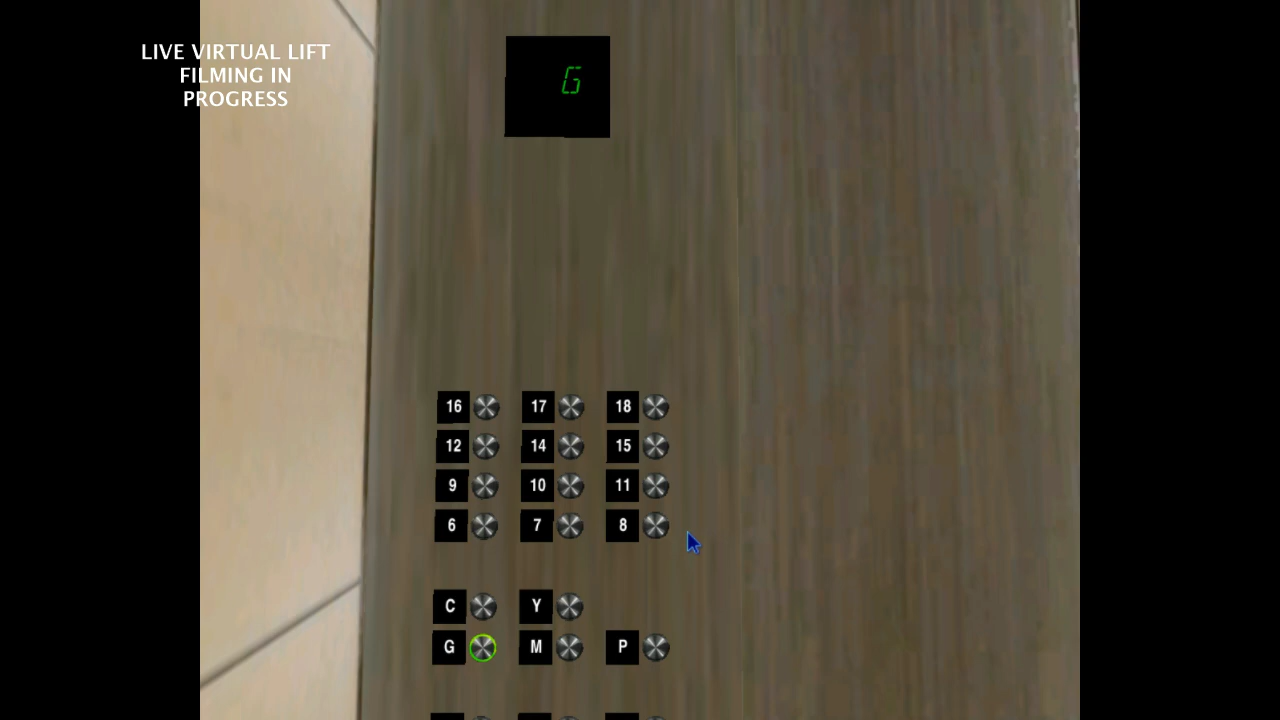 LIVE VIRTUAL LIFT
FILMING IN
PROGRESS
G
16 17 18
12 14 15
9 10 11
6 7 8
C Y
G M P